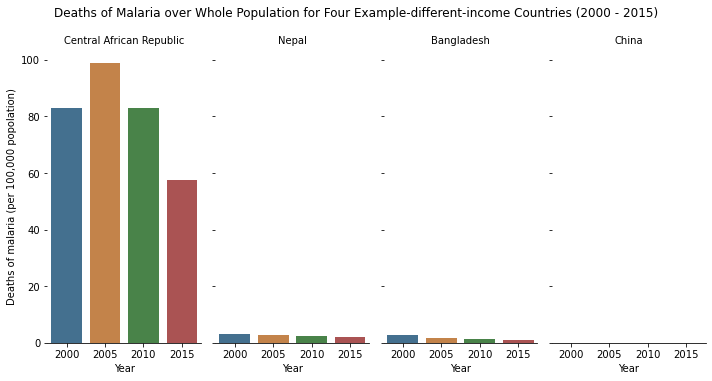 Deaths of Malaria over Whole Population for Four Example-different-income Countries (2000 - 2015)
Central African Republic Nepal Bangladesh China
Deaths of malaria (per 100,000 popolation)
100
80
60
40
20
0
2000 2005 2010 2015 2000 2005 2010 2015 2000 2005 2010 2015 2000 2005 2010 2015
Year Year Year Year